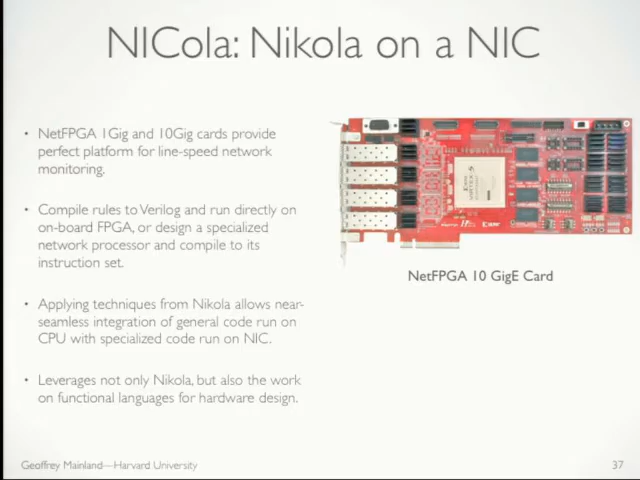 NICola: Nikola on a NIC
• NetFPGA 1Gig and 10Gig cards provide
perfect platform for line-speed network
monitoring.
• Compile rules to Verilog and run directly on
on-board FPGA, or design a specialized
network processor and compile to its
instruction set.
• Applying techniques from Nikola allows near-
seamless integration of general code run on
CPU with specialized code run on NIC.
• Leverages not only Nikola, but also the work
on functional languages for hardware design.
NetFPGA 10 GigE Card
Geoffrey Mainland—Harvard University
37